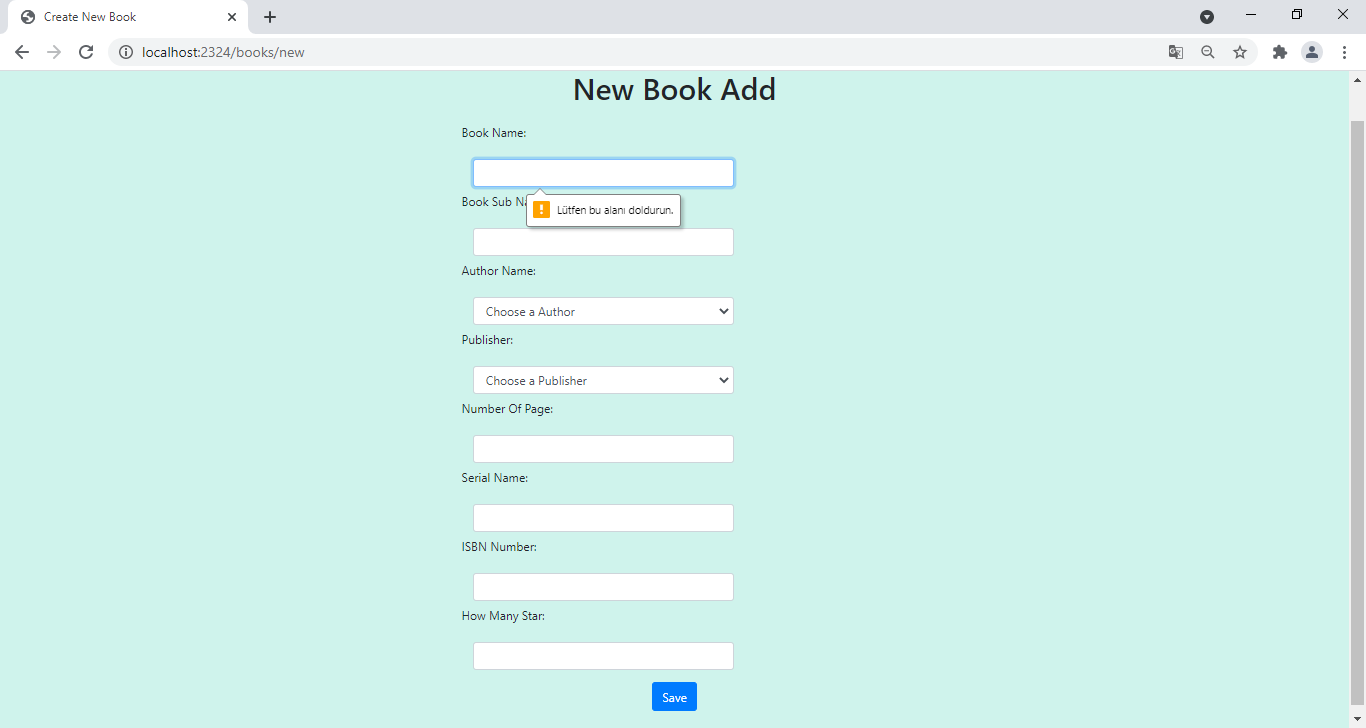 Create New Book
localhost:2324/books/new
New Book Add
Book Name:
Lütfen bu alanı doldurun.
Book Sub
Author Name:
Choose a Author
Publisher:
Choose a Publisher
Number Of Page:
Serial Name:
ISBN Number:
How Many Star:
Save